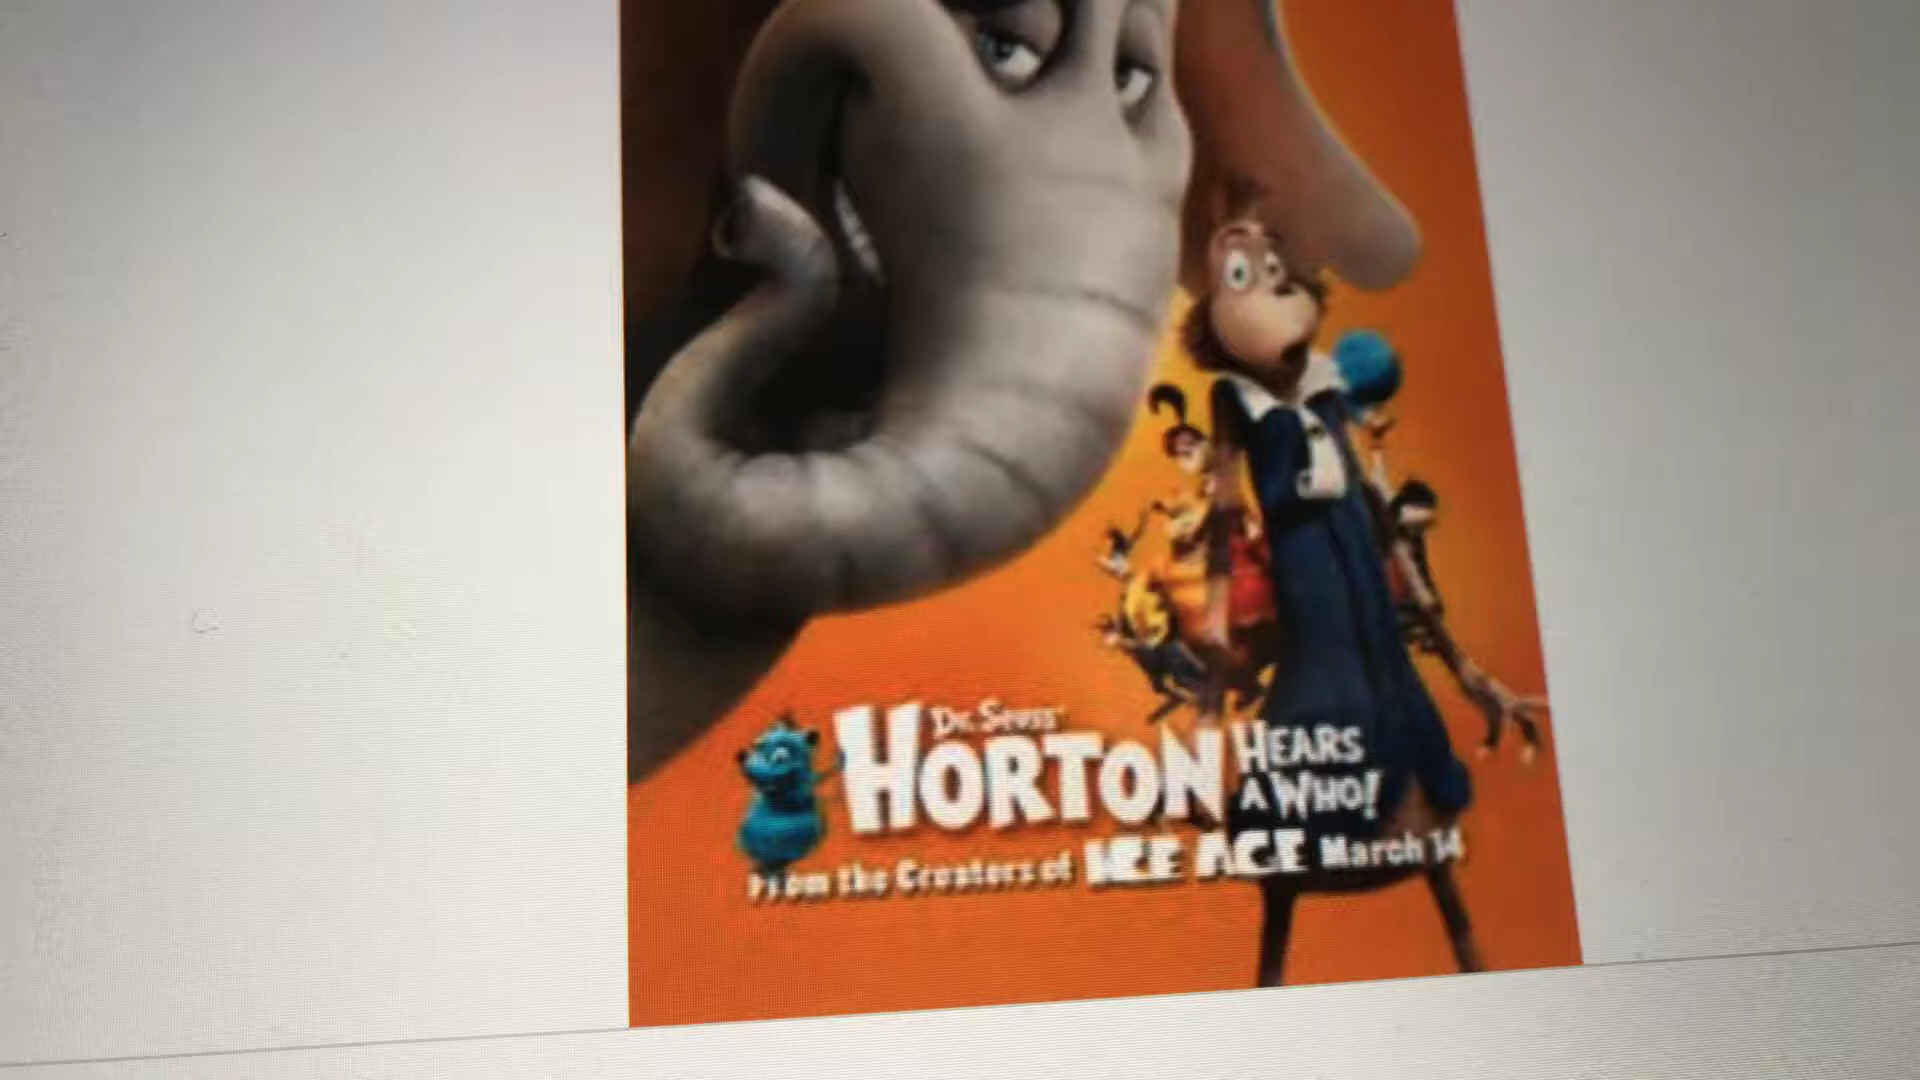 Dr. Seuss'
HORTON HEARS
A WHO!
From the Creators of ICE AGE March 14